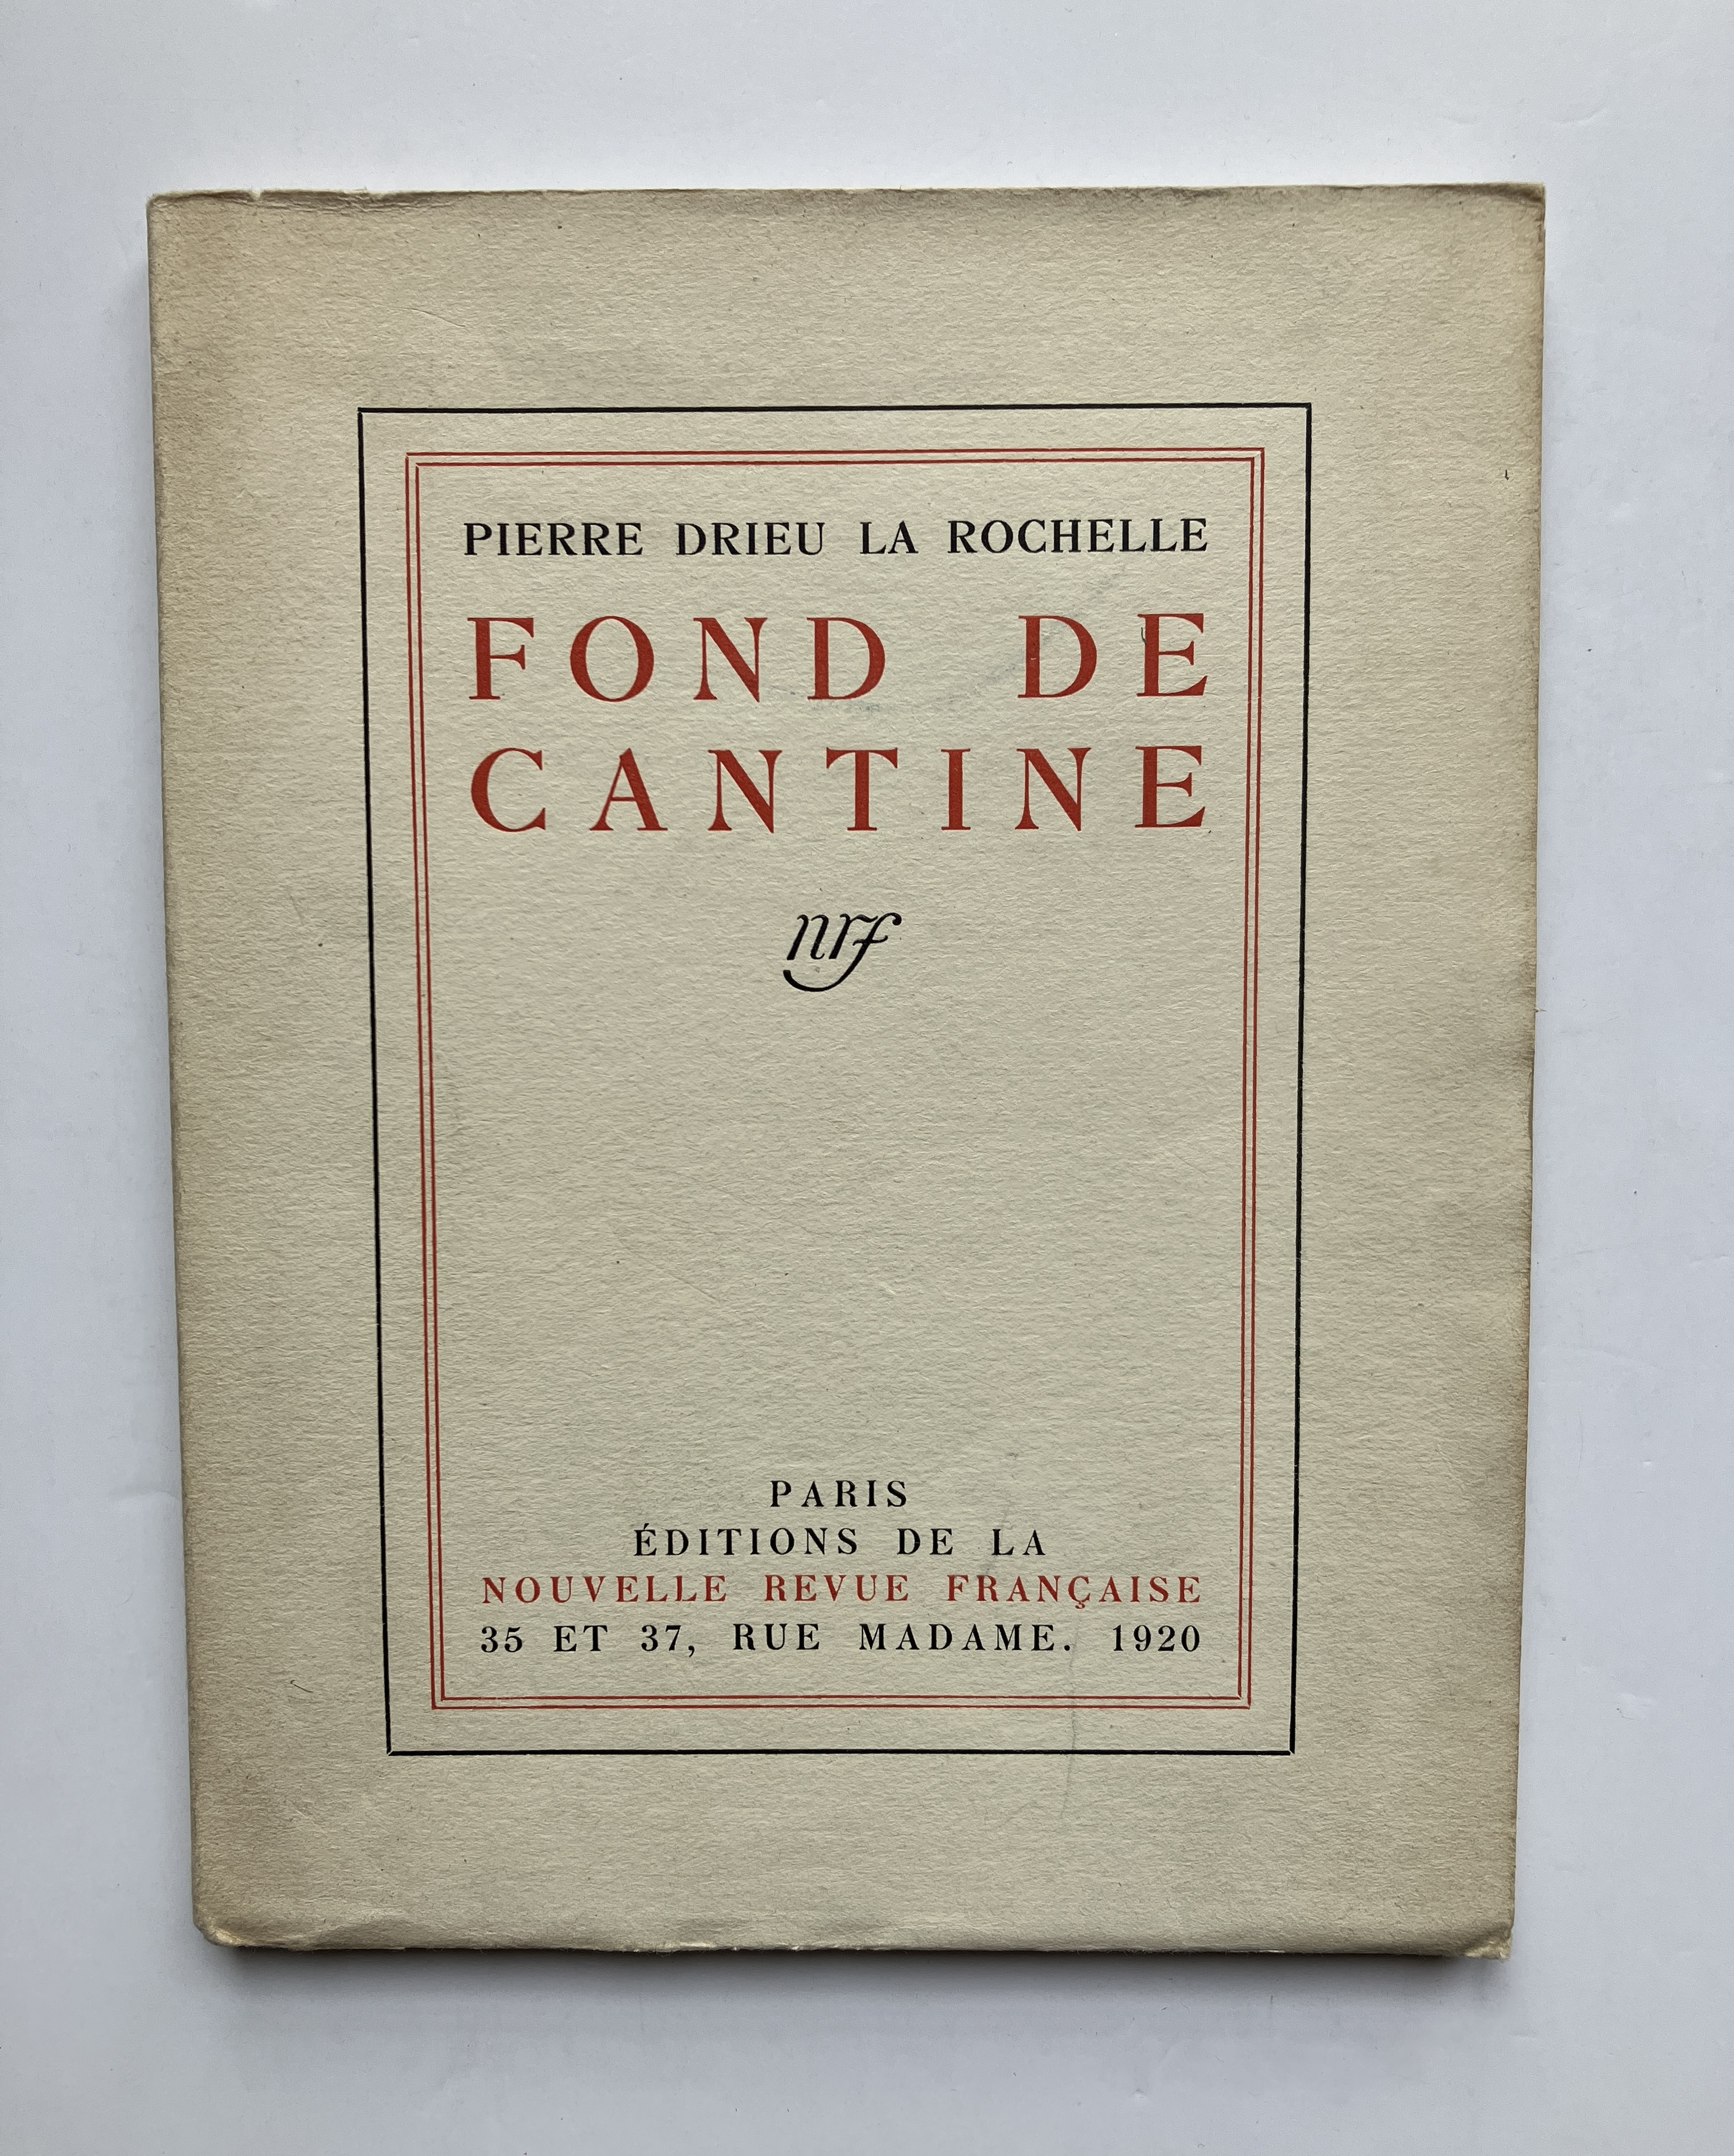 PIERRE DRIEU LA ROCHELLE
FOND DE
CANTINE
nrf
PARIS
ÉDITIONS DE LA
NOUVELLE REVUE FRANÇAISE
35 ET 37, RUE MADAME. 1920